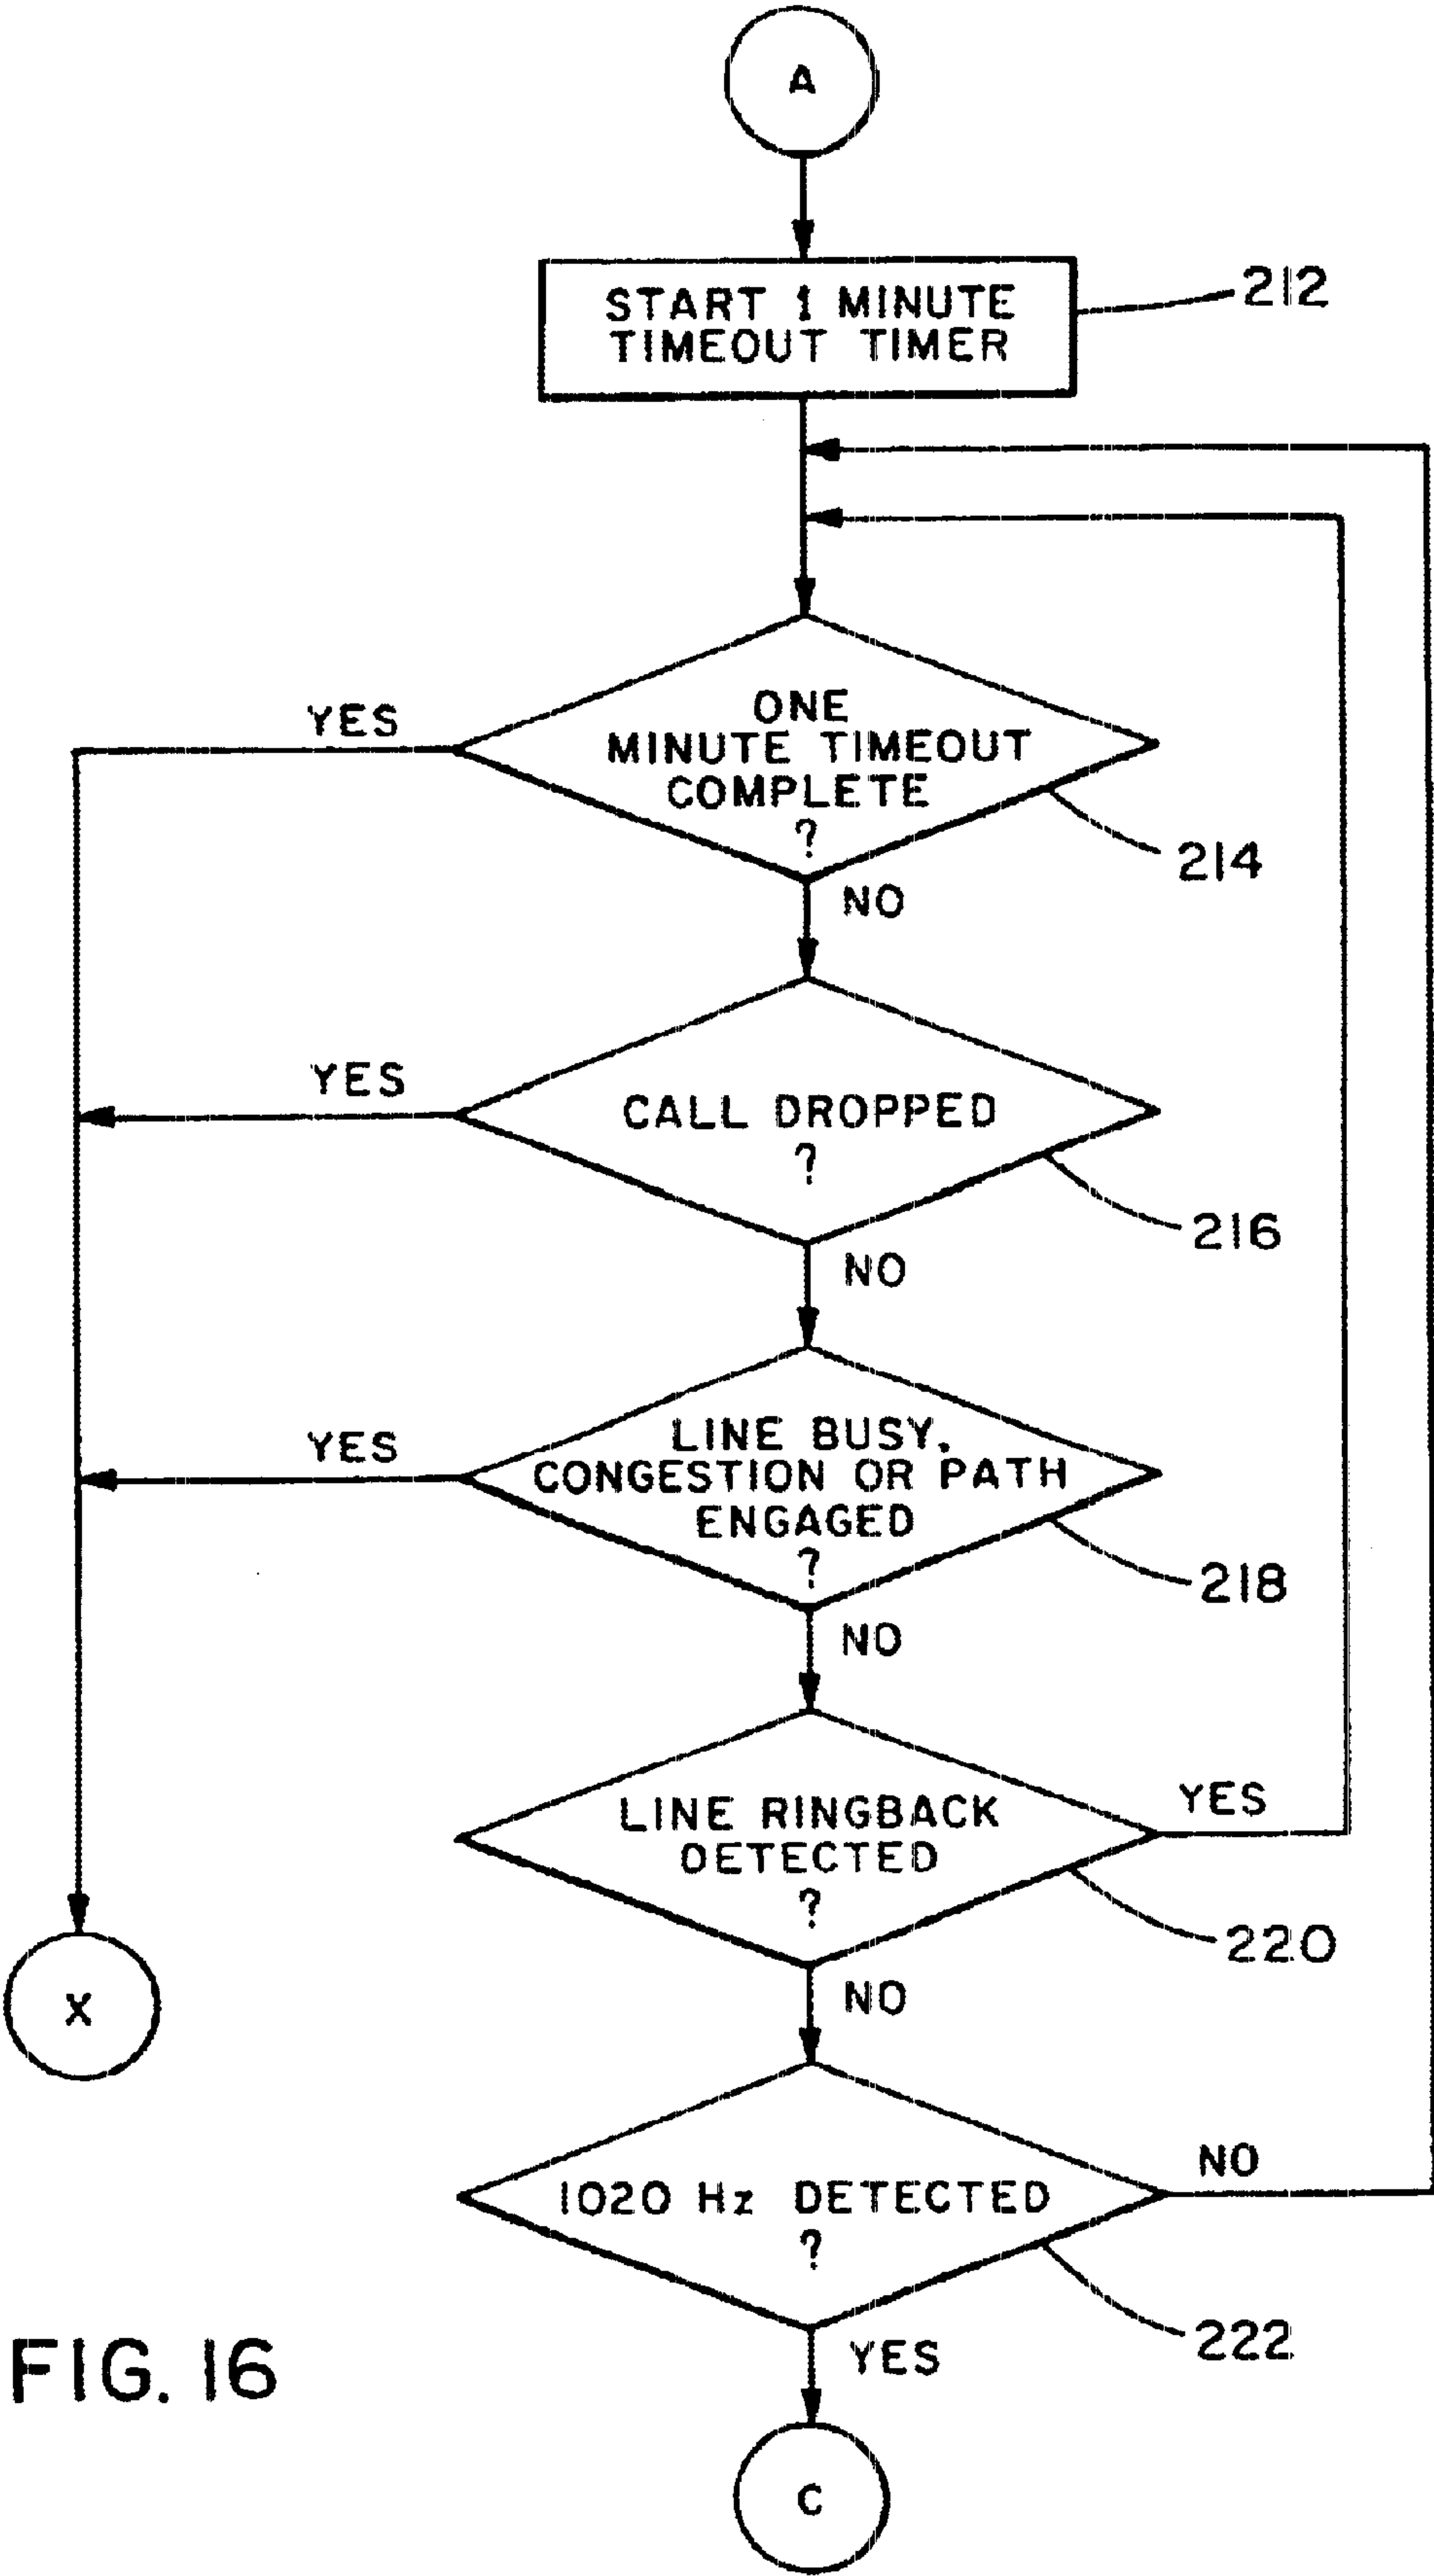 A
START 1 MINUTE
TIMEOUT TIMER
212
ONE
MINUTE TIMEOUT
COMPLETE
?
214
YES
NO
CALL DROPPED
?
216
YES
NO
LINE BUSY,
CONGESTION OR PATH
ENGAGED
?
218
YES
NO
LINE RINGBACK
DETECTED
?
220
YES
NO
X
1020 Hz DETECTED
?
222
NO
YES
C
FIG. 16